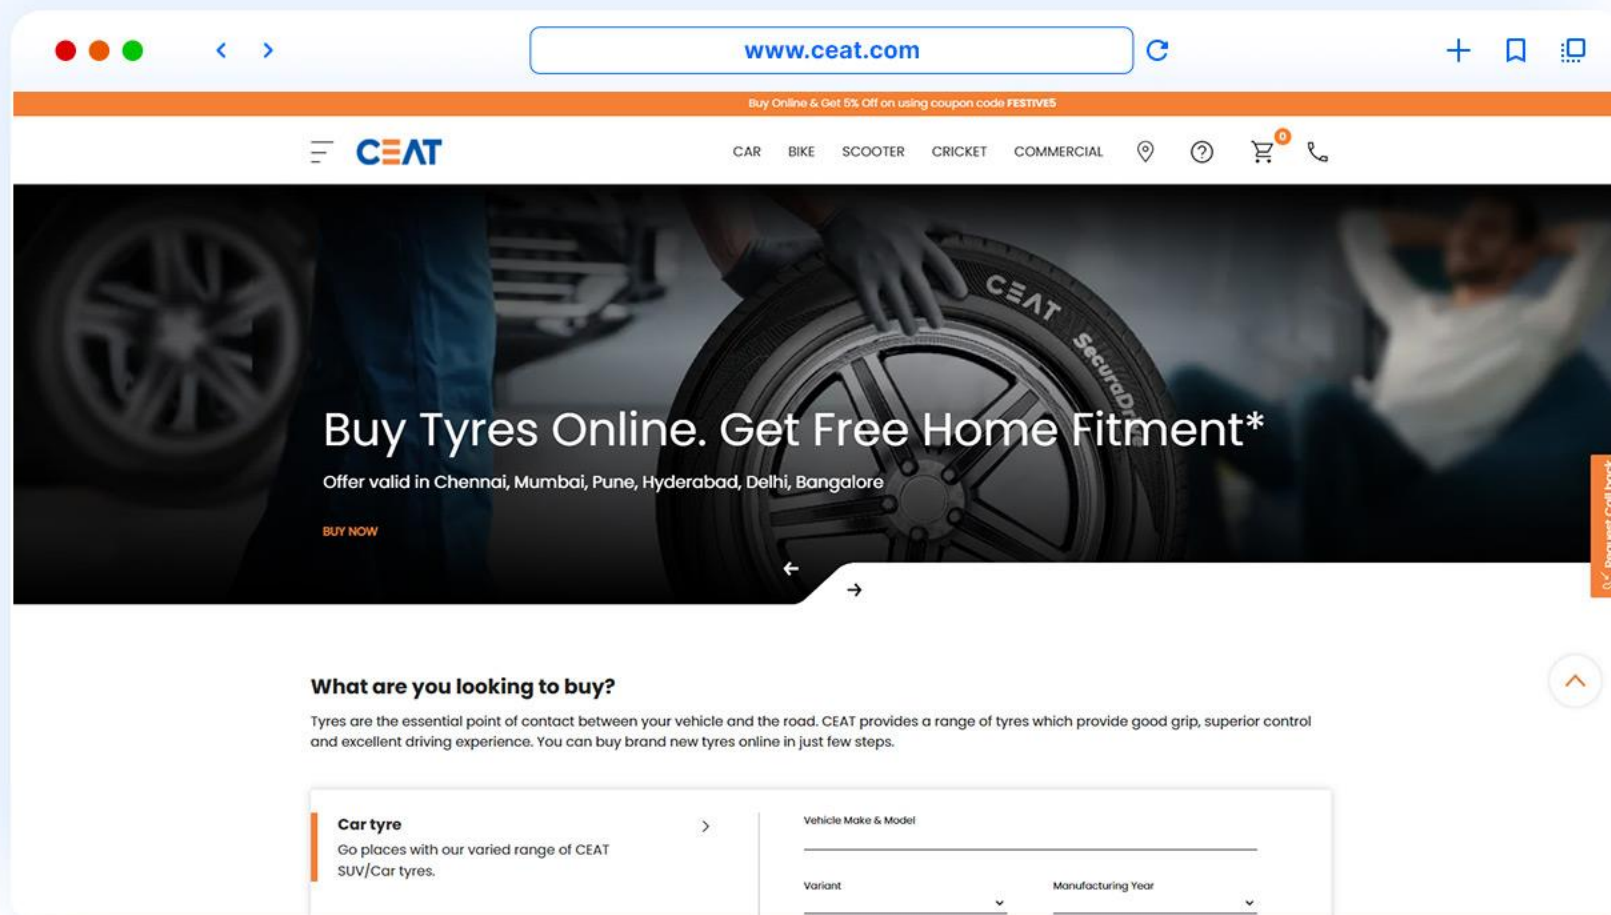 www.ceat.com
Buy Online & Get 5% Off on using coupon code FESTIVE5
CEAT
CAR BIKE SCOOTER CRICKET COMMERCIAL
0
CEAT
Buy Tyres Online. Get Free Home Fitment*
Offer valid in Chennai, Mumbai, Pune, Hyderabad, Delhi, Bangalore
BUY NOW
Request Call back
What are you looking to buy?
Tyres are the essential point of contact between your vehicle and the road. CEAT provides a range of tyres which provide good grip, superior control
and excellent driving experience. You can buy brand new tyres online in just few steps.
Car tyre
Go places with our varied range of CEAT
SUV/Car tyres.
Vehicle Make & Model
Variant
Manufacturing Year